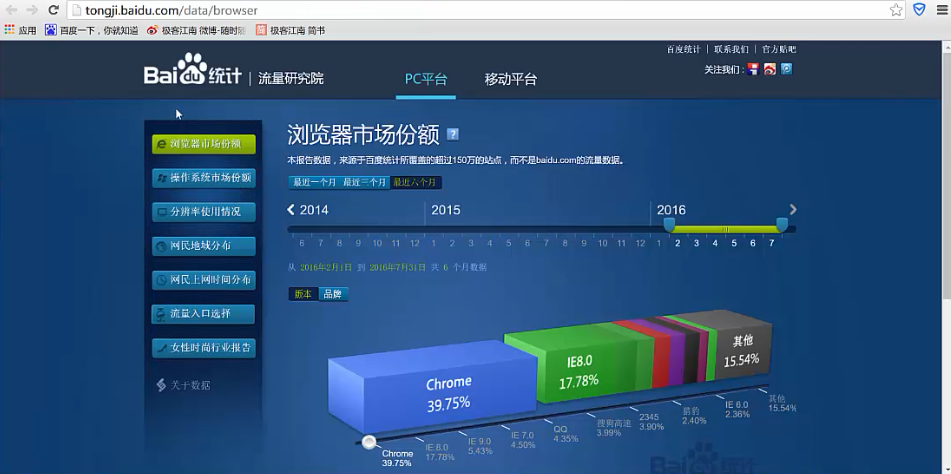 tongji.baidu.com/data/browser
应用 百度一下，你就知道 极客江南 微博-随时随 极客江南 简书
百度统计 | 联系我们 | 官方贴吧
Baidu统计 | 流量研究院 PC平台 移动平台
关注我们：
浏览器市场份额
操作系统市场份额
分辨率使用情况
网民地域分布
网民上网时间分布
流量入口选择
女性时尚行业报告
关于数据
浏览器市场份额 ?
本报告数据，来源于百度统计所覆盖的超过150万的站点，而不是baidu.com的流量数据。
最近一个月 最近三个月 最近六个月
2014 2015 2016
6 7 8 9 10 11 12 1 2 3 4 5 6 7 8 9 10 11 12 1 2 3 4 5 6 7
从 2016年2月1日 到 2016年7月31日 共 6 个月数据
版本 品牌
Chrome
39.75%
IE8.0
17.78%
其他
15.54%
Chrome
39.75%
IE 8.0
17.78%
IE 9.0
5.43%
IE 7.0
4.50%
QQ
4.35%
搜狗高速
3.99%
2345
3.90%
猎豹
2.40%
IE 6.0
2.36%
其他
15.54%
Baidu统计